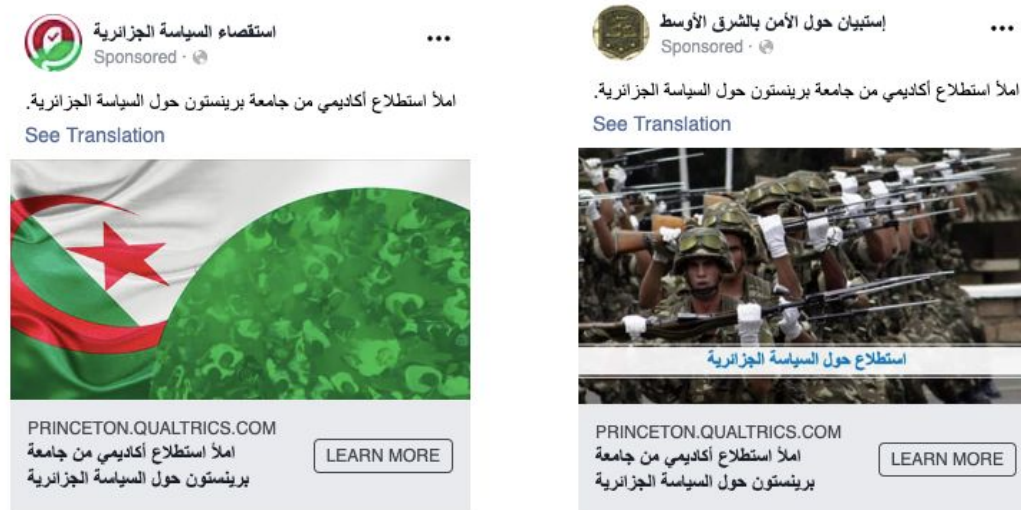 استقصاء السياسة الجزائرية
Sponsored ·
املأ استطلاع أكاديمي من جامعة برينستون حول السياسة الجزائرية.
See Translation
PRINCETON.QUALTRICS.COM
املأ استطلاع أكاديمي من جامعة
برينستون حول السياسة الجزائرية
LEARN MORE
إستبيان حول الأمن بالشرق الأوسط
Sponsored ·
املأ استطلاع أكاديمي من جامعة برينستون حول السياسة الجزائرية.
See Translation
استطلاع حول السياسة الجزائرية
PRINCETON.QUALTRICS.COM
املأ استطلاع أكاديمي من جامعة
برينستون حول السياسة الجزائرية
LEARN MORE